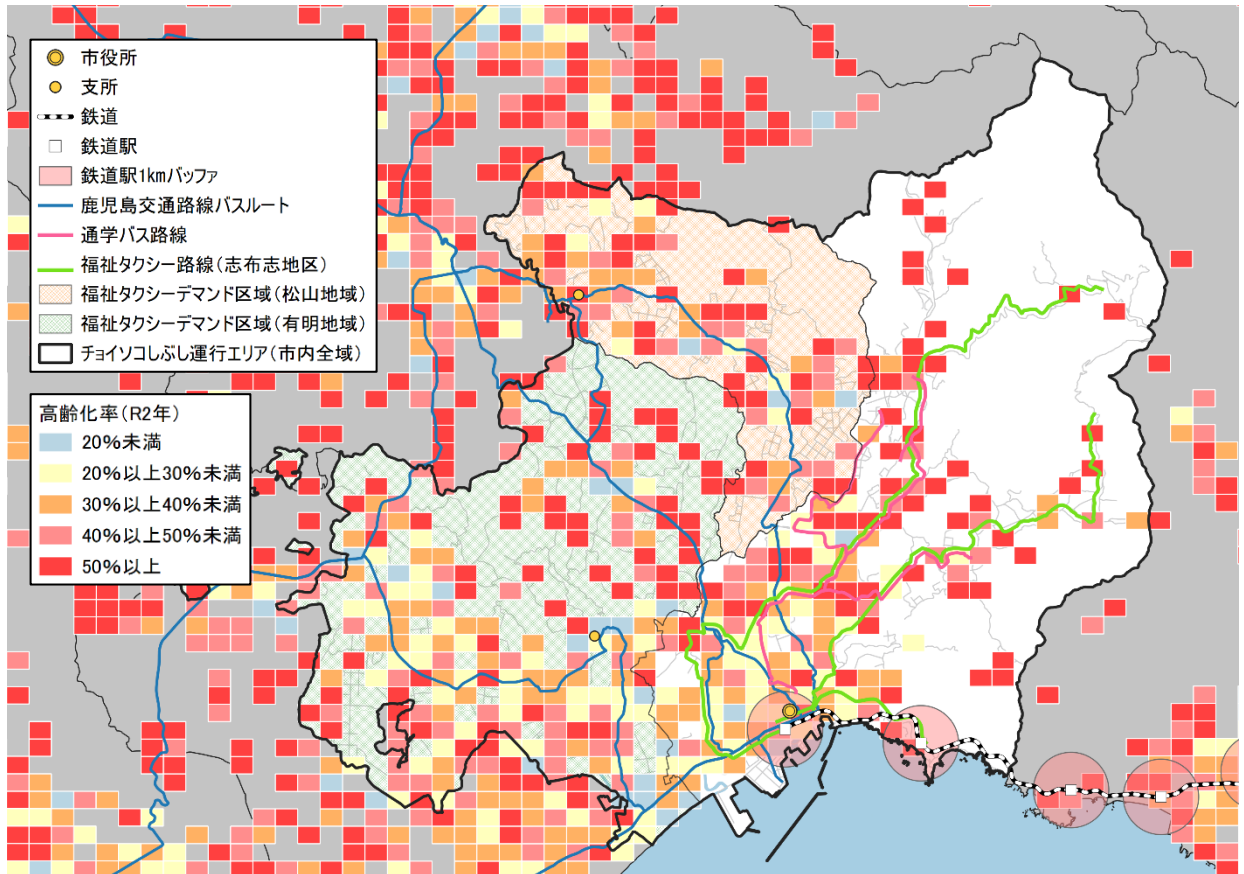 市役所
支所
鉄道
鉄道駅
鉄道駅1kmバッファ
鹿児島交通路線バスルート
通学バス路線
福祉タクシー路線(志布志地区)
福祉タクシーデマンド区域(松山地域)
福祉タクシーデマンド区域(有明地域)
チョイソコしぶし運行エリア(市内全域)
高齢化率(R2年)
20%未満
20%以上30%未満
30%以上40%未満
40%以上50%未満
50%以上